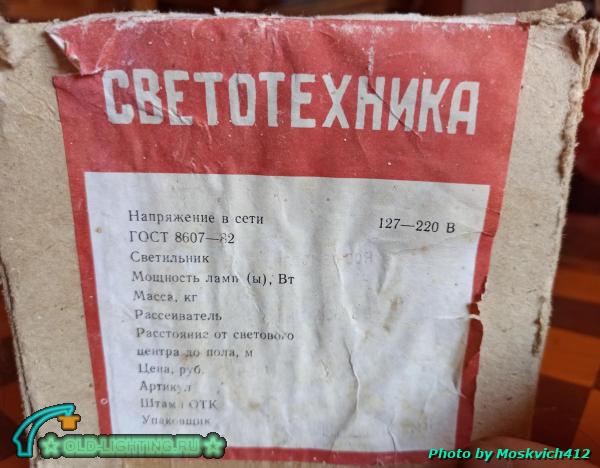 СВЕТОТЕХНИКА
Напряжение в сети 127—220 В
ГОСТ 8607—82
Светильник
Мощность ламп (ы), Вт
Масса, кг
Рассеиватель
Расстояние от светового
центра до пола, м
Цена, руб.
Артикул
Штамп ОТК
Упаковщик
OLD-LIGHTING.RU
Photo by Moskvich412